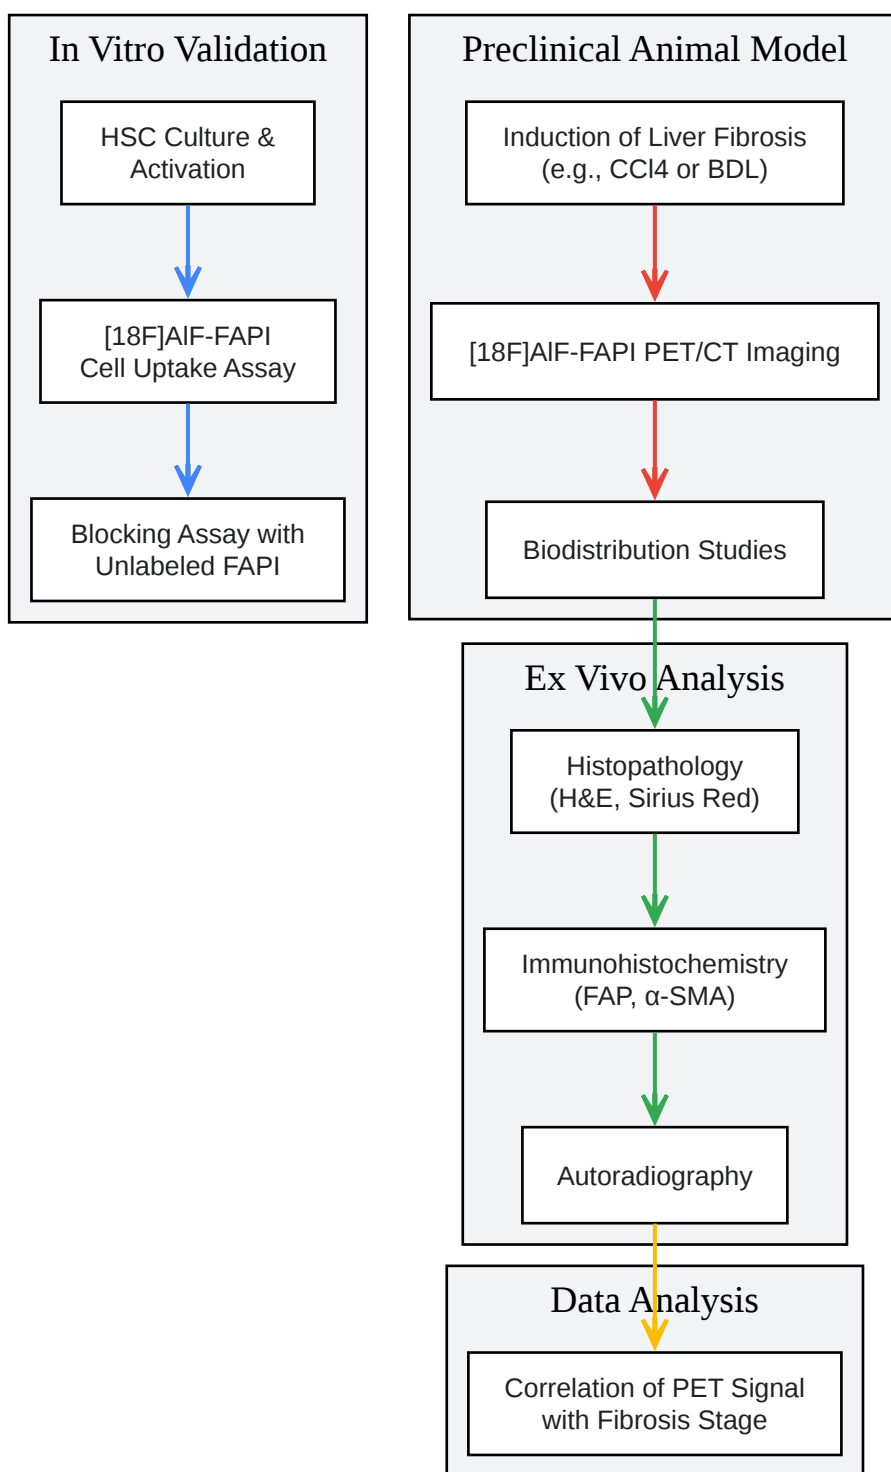 In Vitro Validation
HSC Culture &
Activation
[18F]AlF-FAPI
Cell Uptake Assay
Blocking Assay with
Unlabeled FAPI
Preclinical Animal Model
Induction of Liver Fibrosis
(e.g., CCl4 or BDL)
[18F]AlF-FAPI PET/CT Imaging
Biodistribution Studies
Ex Vivo Analysis
Histopathology
(H&E, Sirius Red)
Immunohistochemistry
(FAP, α-SMA)
Autoradiography
Data Analysis
Correlation of PET Signal
with Fibrosis Stage